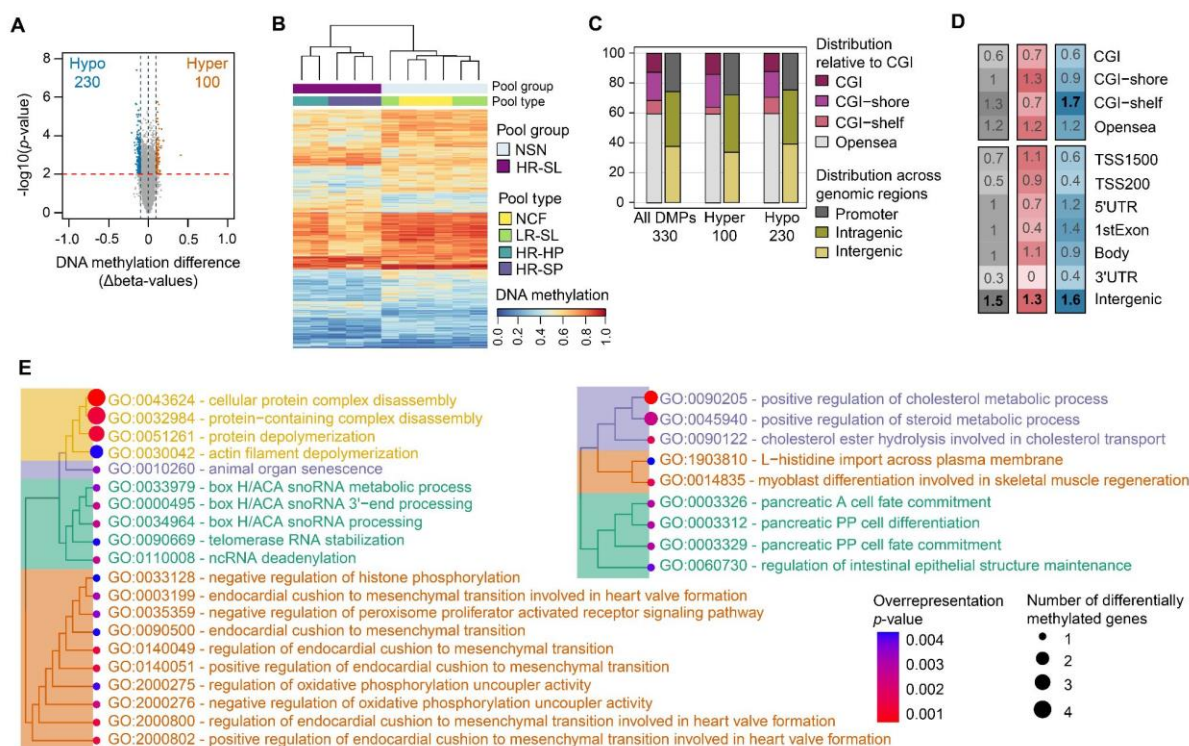 A
Hypo
230
Hyper
100
8
6
4
2
0
-log10(p-value)
-1.0 -0.5 0 0.5 1.0
DNA methylation difference
(Δbeta-values)
B
Pool group
Pool type
Pool group
NSN
HR-SL
Pool type
NCF
LR-SL
HR-HP
HR-SP
DNA methylation
0.0 0.2 0.4 0.6 0.8 1.0
C
100
80
60
40
20
0
All DMPs Hyper Hypo
330 100 230
Distribution
relative to CGI
CGI
CGI-shore
CGI-shelf
Opensea
Distribution across
genomic regions
Promoter
Intragenic
Intergenic
D
0.6 0.7 0.6 CGI
1 1.3 0.9 CGI-shore
1.3 0.7 1.7 CGI-shelf
1.2 1.2 1.2 Opensea
0.7 1.1 0.6 TSS1500
0.5 0.9 0.4 TSS200
1 0.7 1.2 5'UTR
1 0.4 1.4 1stExon
1 1.1 0.9 Body
0.3 0 0.4 3'UTR
1.5 1.3 1.6 Intergenic
E
GO:0043624 - cellular protein complex disassembly
GO:0032984 - protein-containing complex disassembly
GO:0051261 - protein depolymerization
GO:0030042 - actin filament depolymerization
GO:0010260 - animal organ senescence
GO:0033979 - box H/ACA snoRNA metabolic process
GO:0000495 - box H/ACA snoRNA 3'-end processing
GO:0034964 - box H/ACA snoRNA processing
GO:0090669 - telomerase RNA stabilization
GO:0110008 - ncRNA deadenylation
GO:0033128 - negative regulation of histone phosphorylation
GO:0003199 - endocardial cushion to mesenchymal transition involved in heart valve formation
GO:0035359 - negative regulation of peroxisome proliferator activated receptor signaling pathway
GO:0090500 - endocardial cushion to mesenchymal transition
GO:0140049 - regulation of endocardial cushion to mesenchymal transition
GO:0140051 - positive regulation of endocardial cushion to mesenchymal transition
GO:2000275 - regulation of oxidative phosphorylation uncoupler activity
GO:2000276 - negative regulation of oxidative phosphorylation uncoupler activity
GO:2000800 - regulation of endocardial cushion to mesenchymal transition involved in heart valve formation
GO:2000802 - positive regulation of endocardial cushion to mesenchymal transition involved in heart valve formation
GO:0090205 - positive regulation of cholesterol metabolic process
GO:0045940 - positive regulation of steroid metabolic process
GO:0090122 - cholesterol ester hydrolysis involved in cholesterol transport
GO:1903810 - L-histidine import across plasma membrane
GO:0014835 - myoblast differentiation involved in skeletal muscle regeneration
GO:0003326 - pancreatic A cell fate commitment
GO:0003312 - pancreatic PP cell differentiation
GO:0003329 - pancreatic PP cell fate commitment
GO:0060730 - regulation of intestinal epithelial structure maintenance
Overrepresentation
p-value
0.004
0.003
0.002
0.001
Number of differentially
methylated genes
1
2
3
4